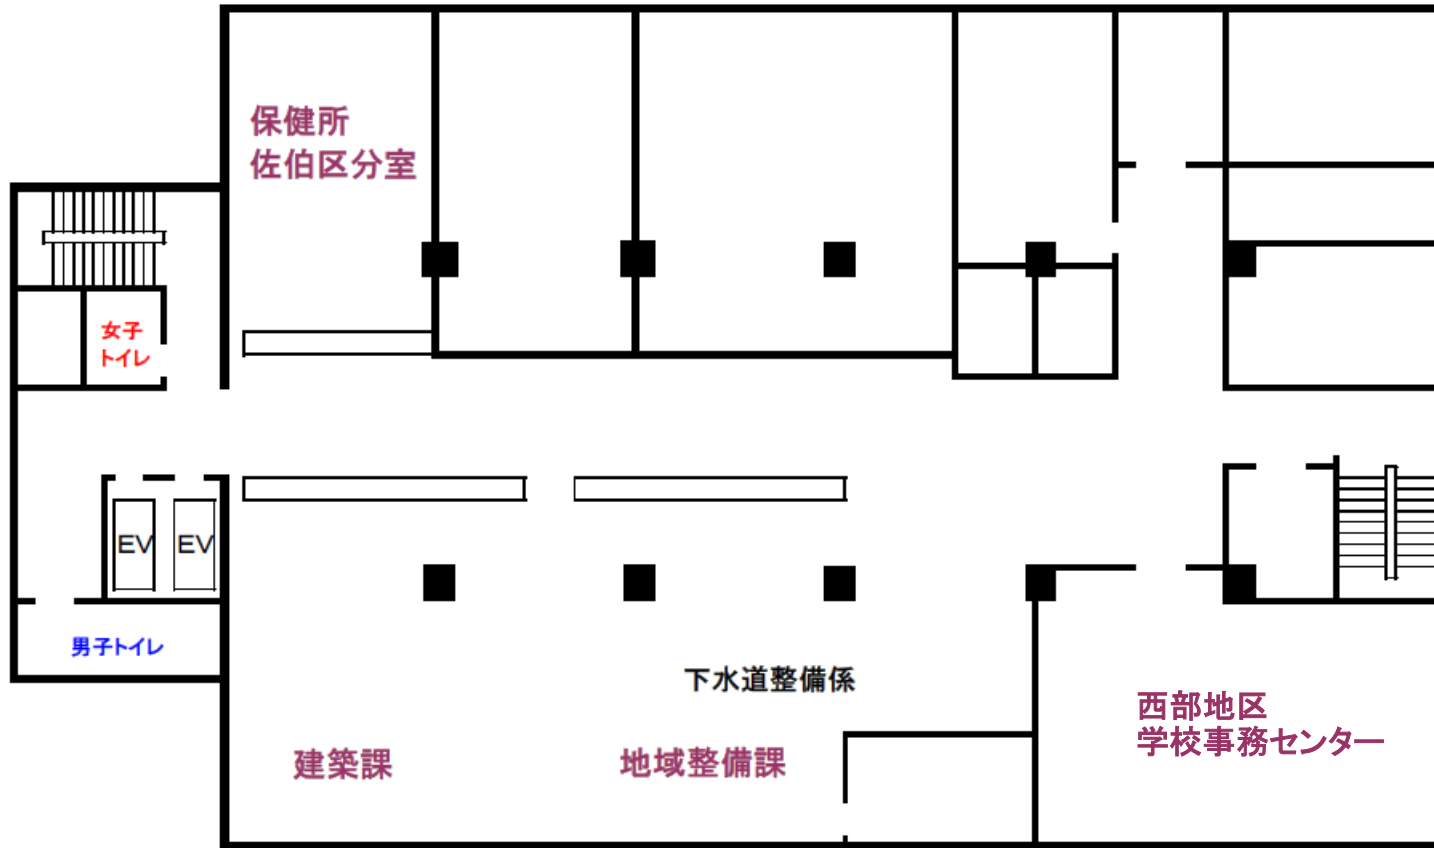 保健所
佐伯区分室
女子
トイレ
EV
EV
男子トイレ
下水道整備係
建築課
地域整備課
西部地区
学校事務センター